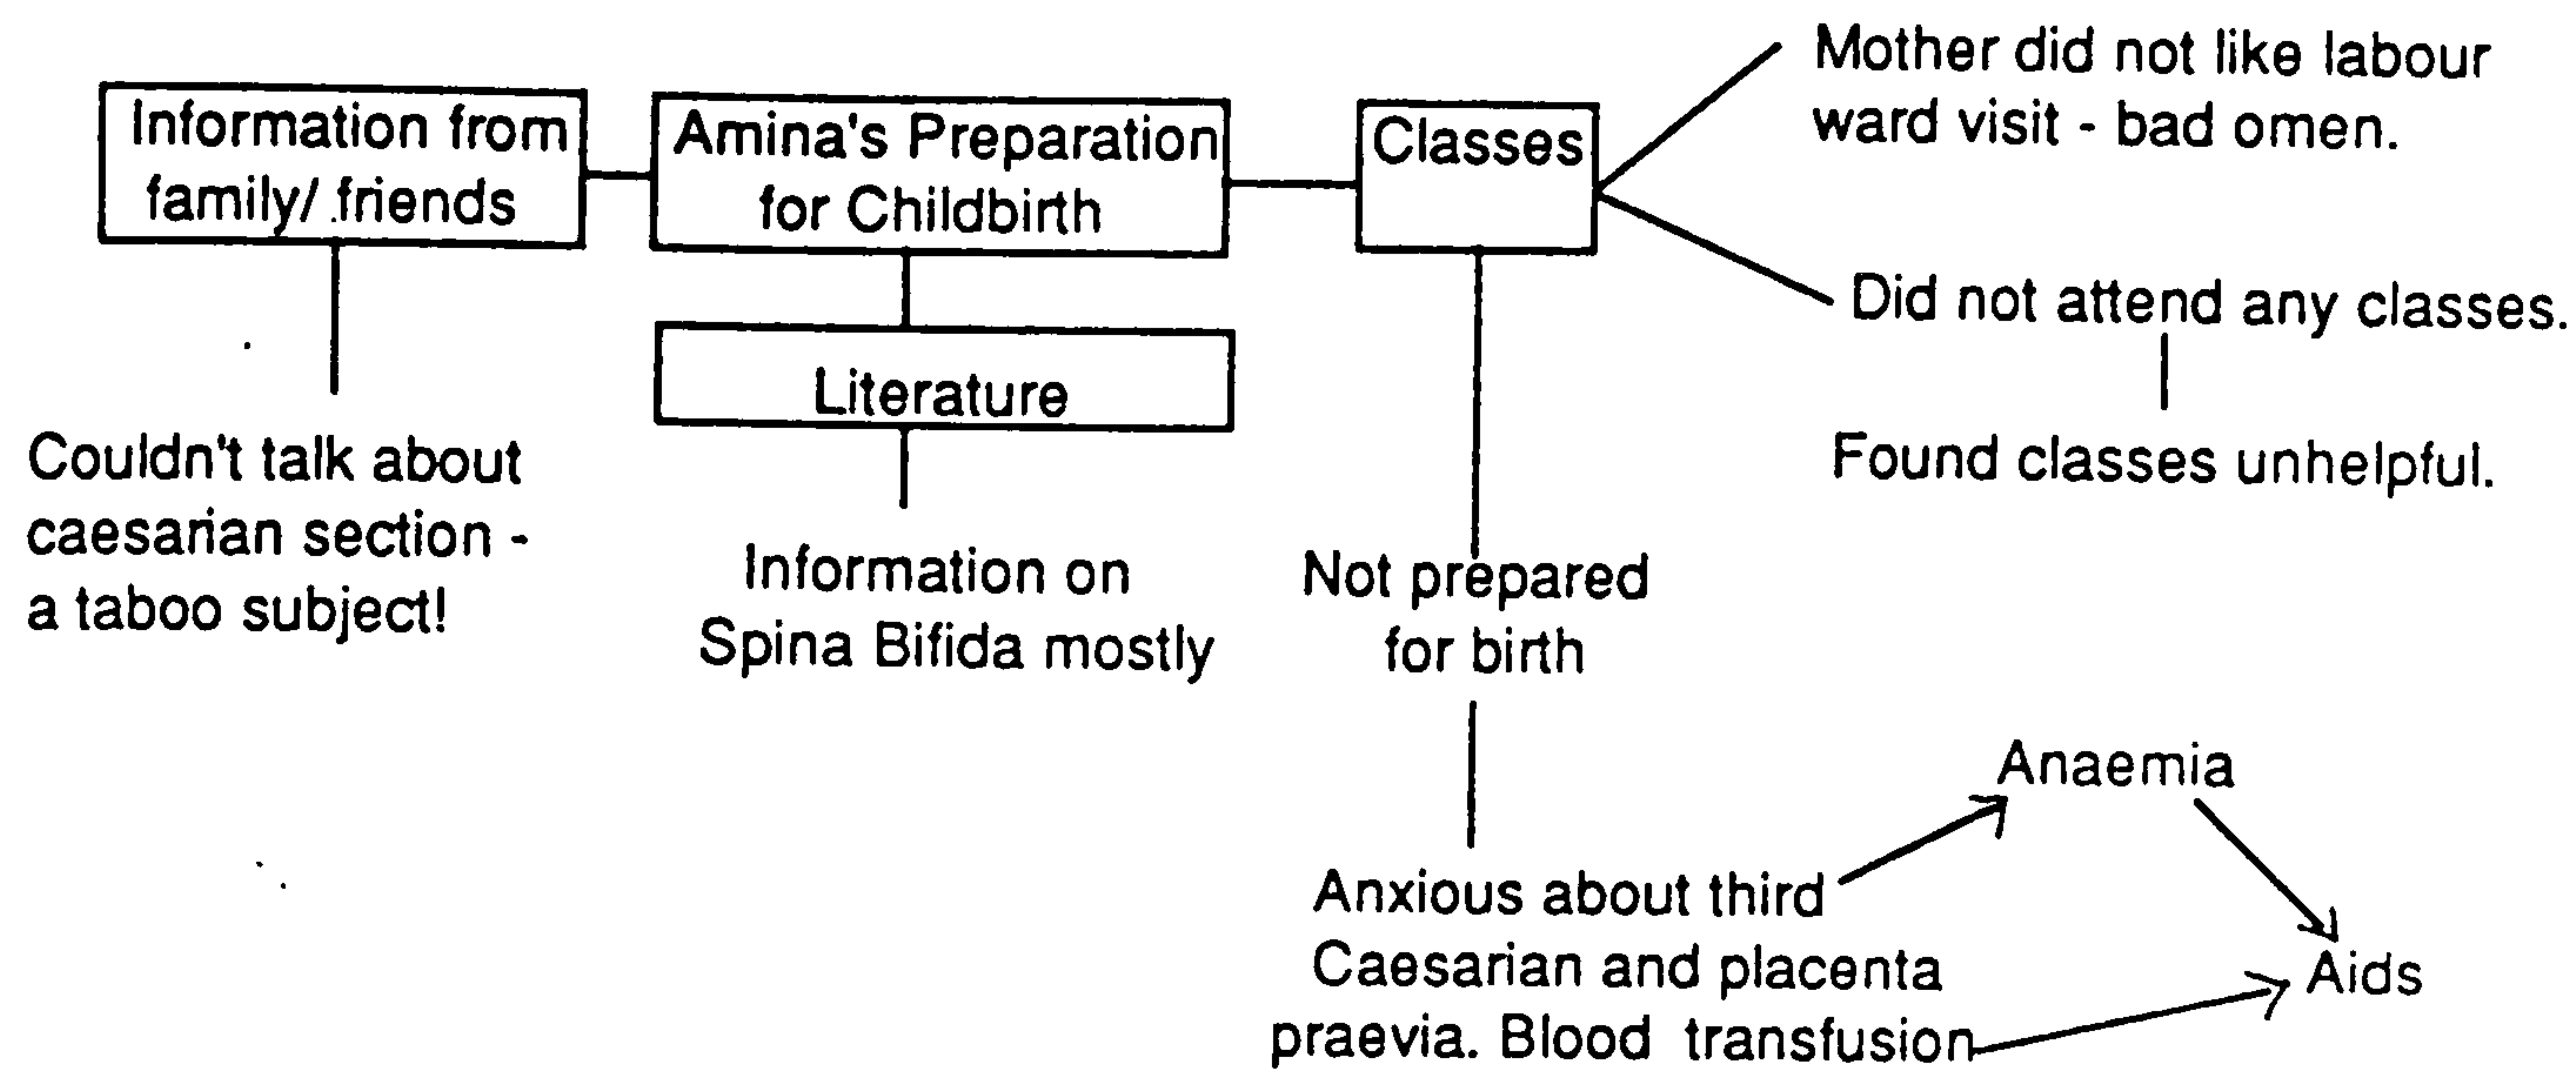 Information from
family/ friends
Amina's Preparation
for Childbirth
Classes
Mother did not like labour
ward visit - bad omen.
Did not attend any classes.
Found classes unhelpful.
Literature
Couldn't talk about
caesarian section -
a taboo subject!
Information on
Spina Bifida mostly
Not prepared
for birth
Anxious about third
Caesarian and placenta
praevia. Blood transfusion
Anaemia
Aids